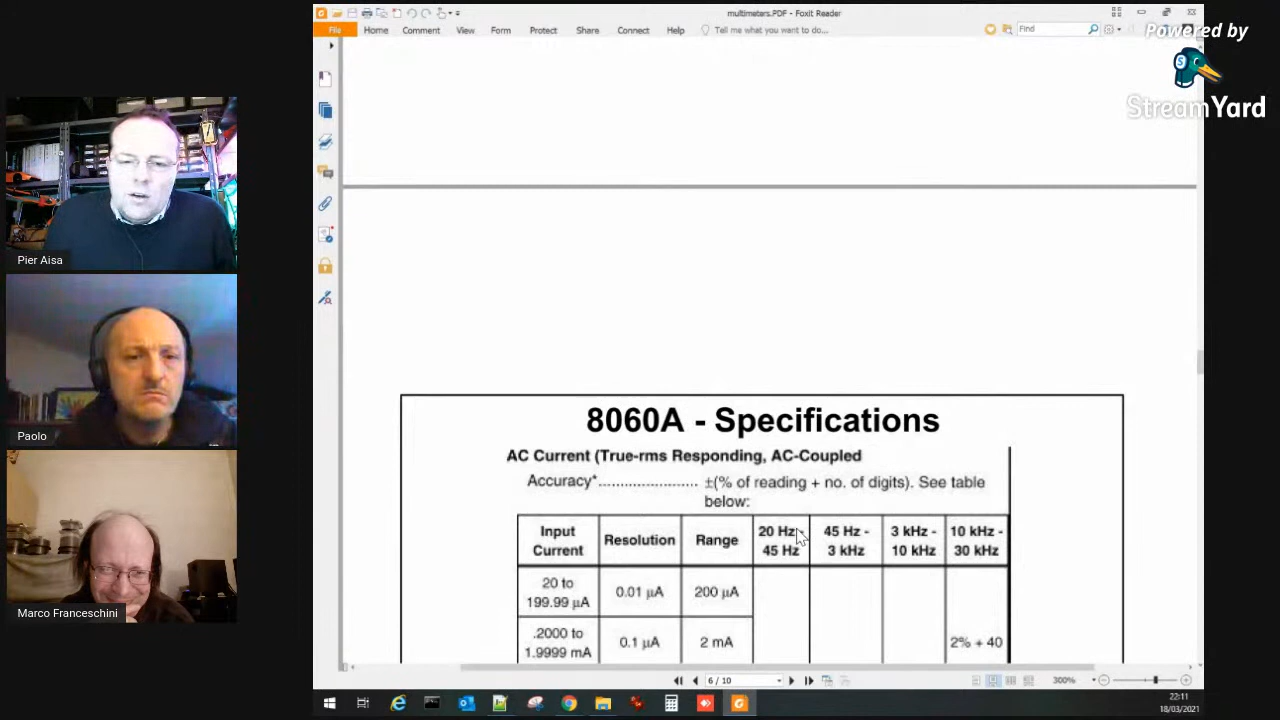 multimeters.PDF - Foxit Reader
File Home Comment View Form Protect Share Connect Help Tell me what you want to do... Find
Powered by
StreamYard
Pier Aisa
Paolo
Marco Franceschini
8060A - Specifications
AC Current (True-rms Responding, AC-Coupled
Accuracy*....................... ±(% of reading + no. of digits). See table
below:
Input Current Resolution Range 20 Hz - 45 Hz 45 Hz - 3 kHz 3 kHz - 10 kHz 10 kHz - 30 kHz
20 to 199.99 µA 0.01 µA 200 µA
.2000 to 1.9999 mA 0.1 µA 2 mA 2% + 40
6 / 10
300%
22:11
18/03/2021